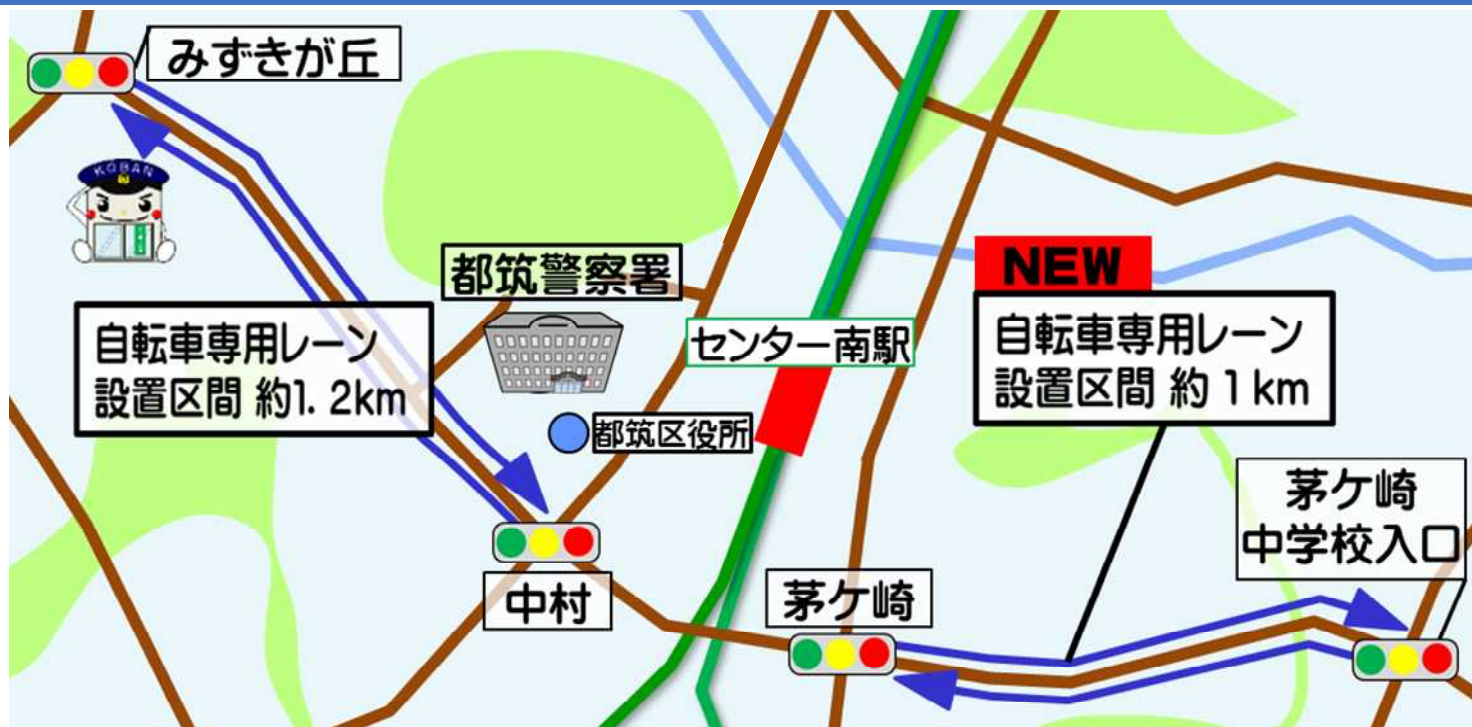 みずきが丘
KOBAN
都筑警察署
NEW
センター南駅
自転車専用レーン
設置区間 約1.2km
自転車専用レーン
設置区間 約1km
都筑区役所
茅ケ崎
中学校入口
中村
茅ケ崎